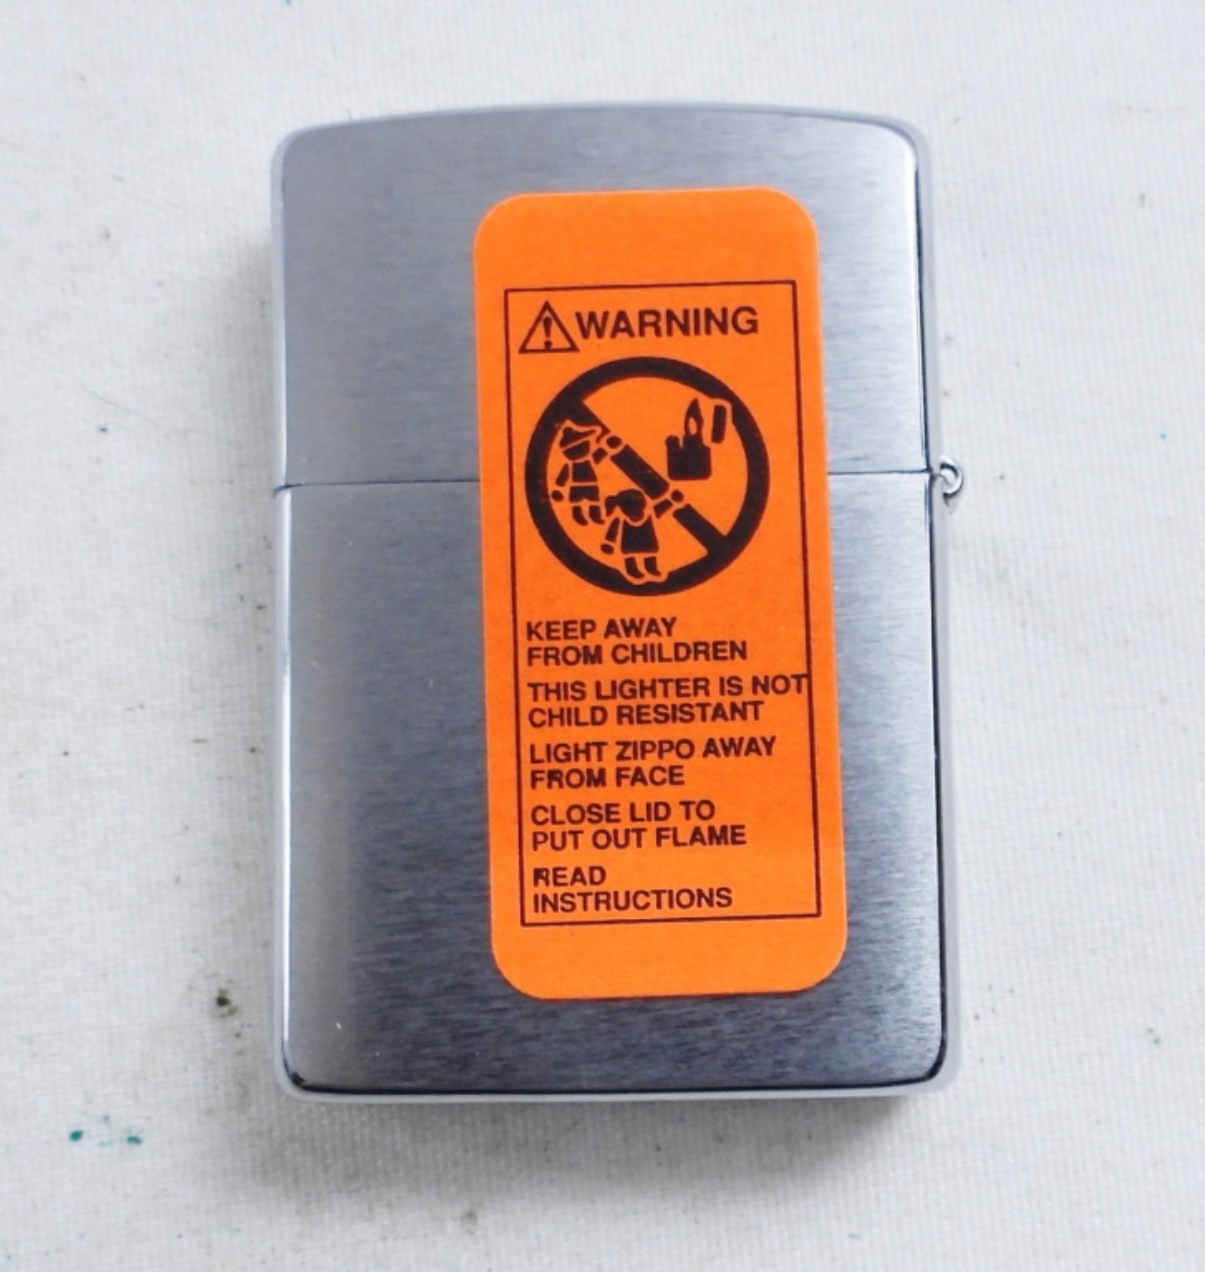 WARNING
KEEP AWAY
FROM CHILDREN
THIS LIGHTER IS NOT
CHILD RESISTANT
LIGHT ZIPPO AWAY
FROM FACE
CLOSE LID TO
PUT OUT FLAME
READ
INSTRUCTIONS